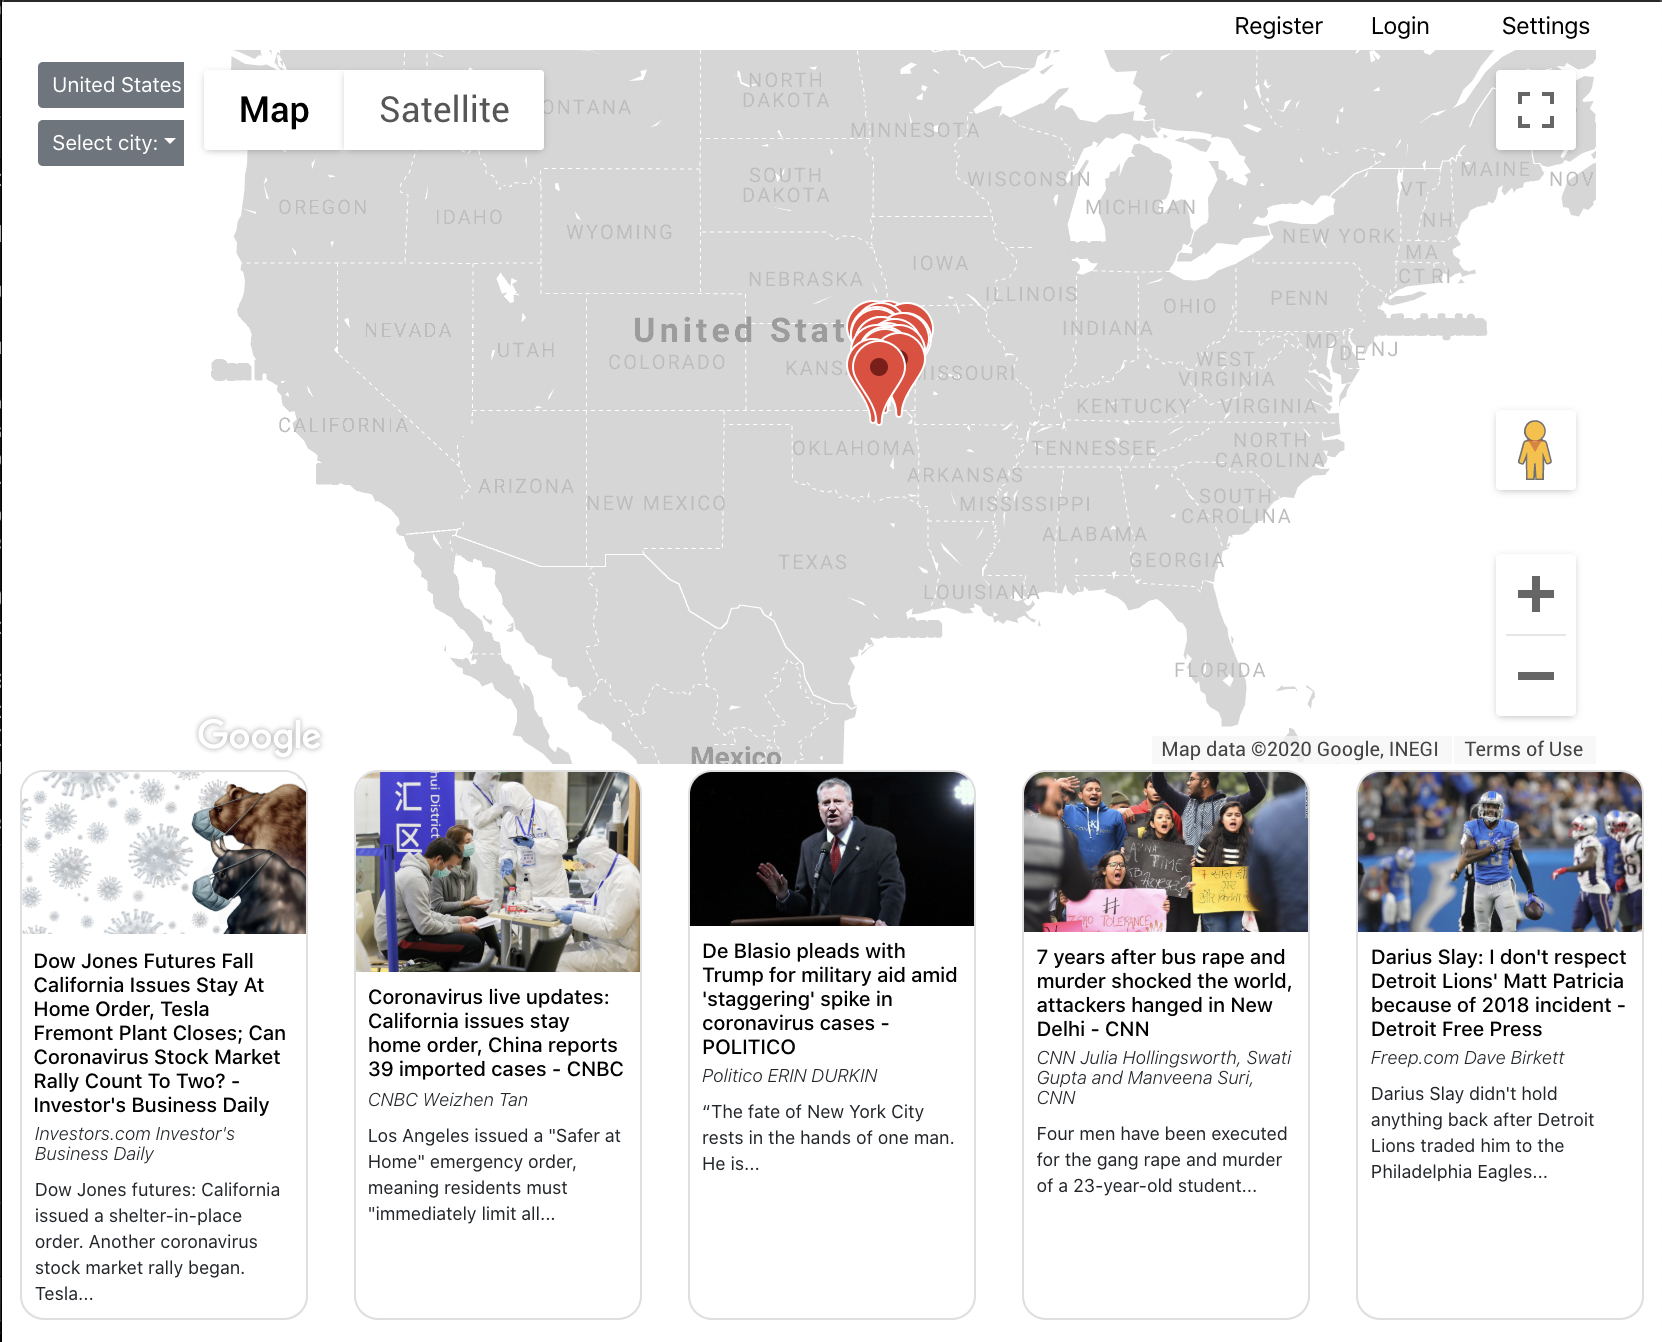 Register Login Settings
United States
Select city:
Map Satellite
ONTANA
NORTH
DAKOTA
MINNESOTA
SOUTH
DAKOTA
WISCONSIN
MICHIGAN
MAINE
NOV
VT
NH
OREGON
IDAHO
WYOMING
NEW YORK
MA
CT RI
NEBRASKA
IOWA
ILLINOIS
INDIANA
OHIO
PENN
NEVADA
UTAH
United Stat
COLORADO
KANS
ISSOURI
MD
DE NJ
WEST
VIRGINIA
KENTUCKY
VIRGINIA
CALIFORNIA
OKLAHOMA
TENNESSEE
NORTH
CAROLINA
ARIZONA
NEW MEXICO
ARKANSAS
MISSISSIPPI
SOUTH
CAROLINA
ALABAMA
TEXAS
GEORGIA
LOUISIANA
FLORIDA
Mexico
Google
Map data ©2020 Google, INEGI Terms of Use
Dow Jones Futures Fall
California Issues Stay At
Home Order, Tesla
Fremont Plant Closes; Can
Coronavirus Stock Market
Rally Count To Two? -
Investor's Business Daily
Investors.com Investor's
Business Daily
Dow Jones futures: California
issued a shelter-in-place
order. Another coronavirus
stock market rally began.
Tesla...
汇
区
hui District
Coronavirus live updates:
California issues stay
home order, China reports
39 imported cases - CNBC
CNBC Weizhen Tan
Los Angeles issued a "Safer at
Home" emergency order,
meaning residents must
"immediately limit all...
De Blasio pleads with
Trump for military aid amid
'staggering' spike in
coronavirus cases -
POLITICO
Politico ERIN DURKIN
“The fate of New York City
rests in the hands of one man.
He is...
TIME
#
TOLERANCE
7 years after bus rape and
murder shocked the world,
attackers hanged in New
Delhi - CNN
CNN Julia Hollingsworth, Swati
Gupta and Manveena Suri,
CNN
Four men have been executed
for the gang rape and murder
of a 23-year-old student...
Darius Slay: I don't respect
Detroit Lions' Matt Patricia
because of 2018 incident -
Detroit Free Press
Freep.com Dave Birkett
Darius Slay didn't hold
anything back after Detroit
Lions traded him to the
Philadelphia Eagles...